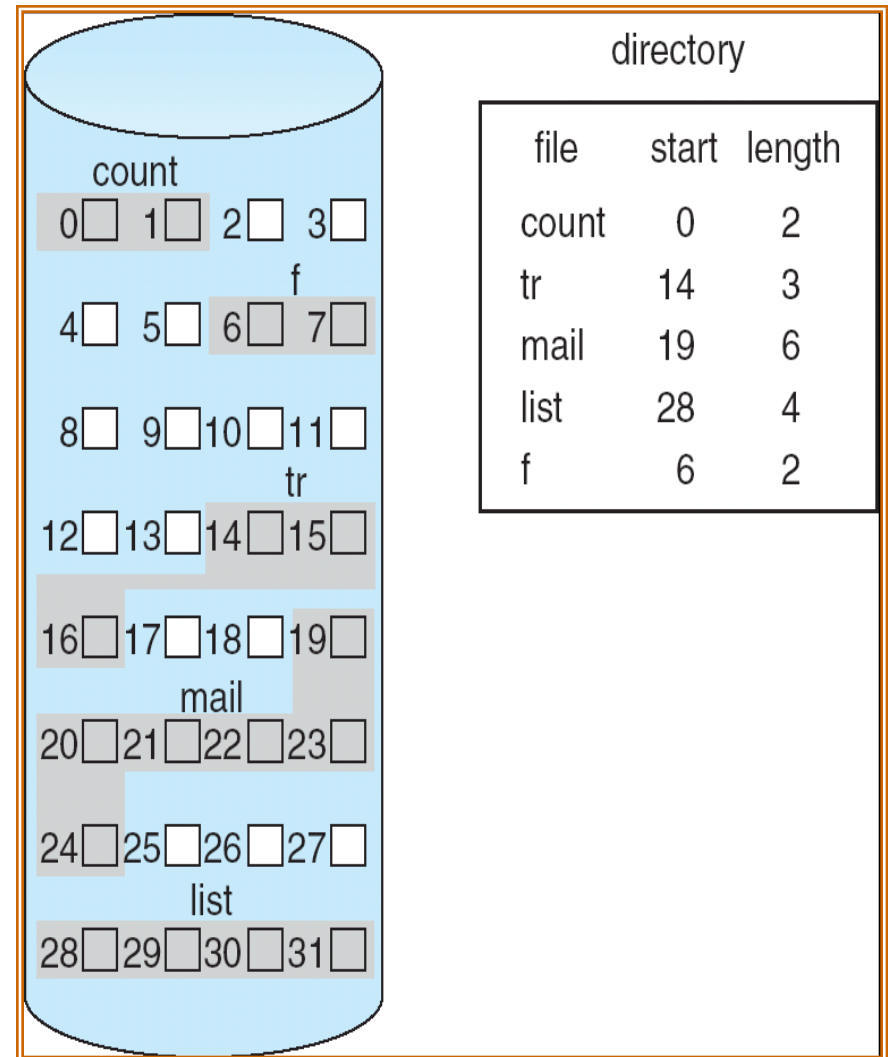 count
0 1 2 3
f
4 5 6 7
8 9 10 11
tr
12 13 14 15
16 17 18 19
mail
20 21 22 23
24 25 26 27
list
28 29 30 31
directory
file start length
count 0 2
tr 14 3
mail 19 6
list 28 4
f 6 2